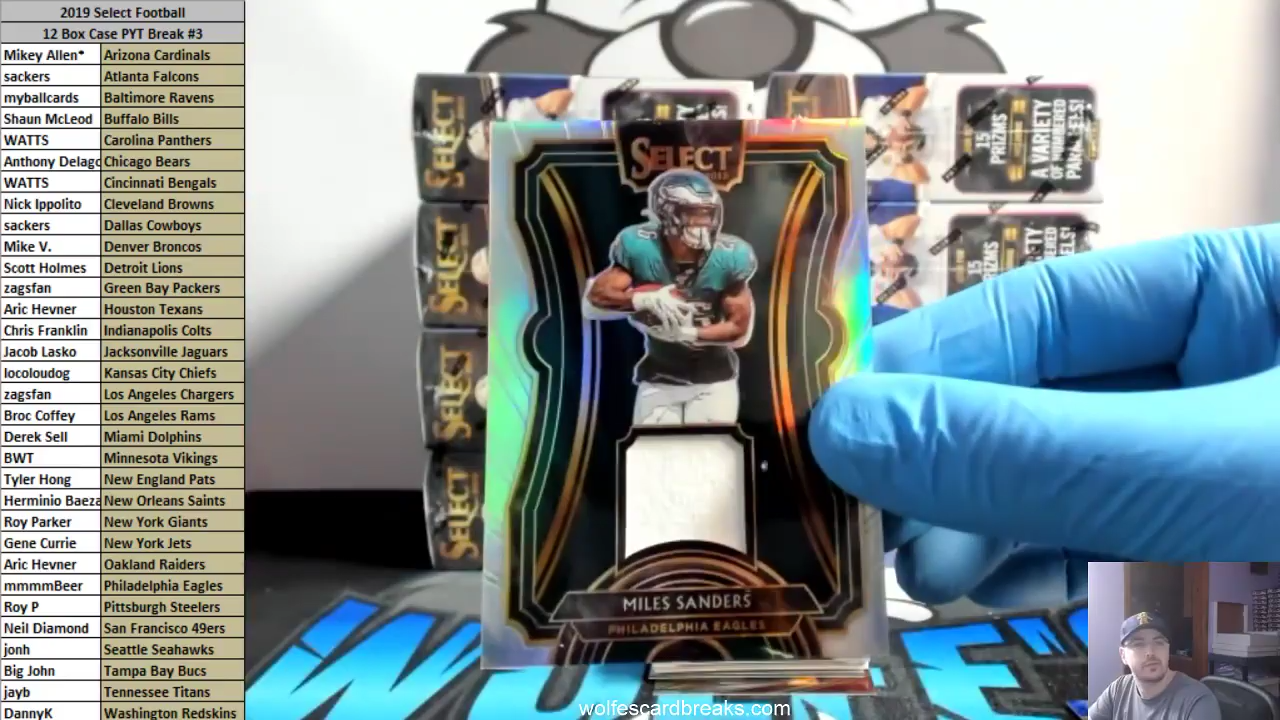 2019 Select Football
12 Box Case PYT Break #3
Mikey Allen* Arizona Cardinals
sackers Atlanta Falcons
myballcards Baltimore Ravens
Shaun McLeod Buffalo Bills
WATTS Carolina Panthers
Anthony Delago Chicago Bears
WATTS Cincinnati Bengals
Nick Ippolito Cleveland Browns
sackers Dallas Cowboys
Mike V. Denver Broncos
Scott Holmes Detroit Lions
zagsfan Green Bay Packers
Aric Hevner Houston Texans
Chris Franklin Indianapolis Colts
Jacob Lasko Jacksonville Jaguars
locoloudog Kansas City Chiefs
zagsfan Los Angeles Chargers
Broc Coffey Los Angeles Rams
Derek Sell Miami Dolphins
BWT Minnesota Vikings
Tyler Hong New England Pats
Herminio Baeza New Orleans Saints
Roy Parker New York Giants
Gene Currie New York Jets
Aric Hevner Oakland Raiders
mmmmBeer Philadelphia Eagles
Roy P Pittsburgh Steelers
Neil Diamond San Francisco 49ers
jonh Seattle Seahawks
Big John Tampa Bay Bucs
jayb Tennessee Titans
DannyK Washington Redskins
SELECT
SELECT
SELECT
SELECT
SELECT
15 PRIZMS
A VARIETY
OF NUMBERED
PARALLELS!
15 PRIZMS
MILES SANDERS
PHILADELPHIA EAGLES
wolfescardbreaks.com